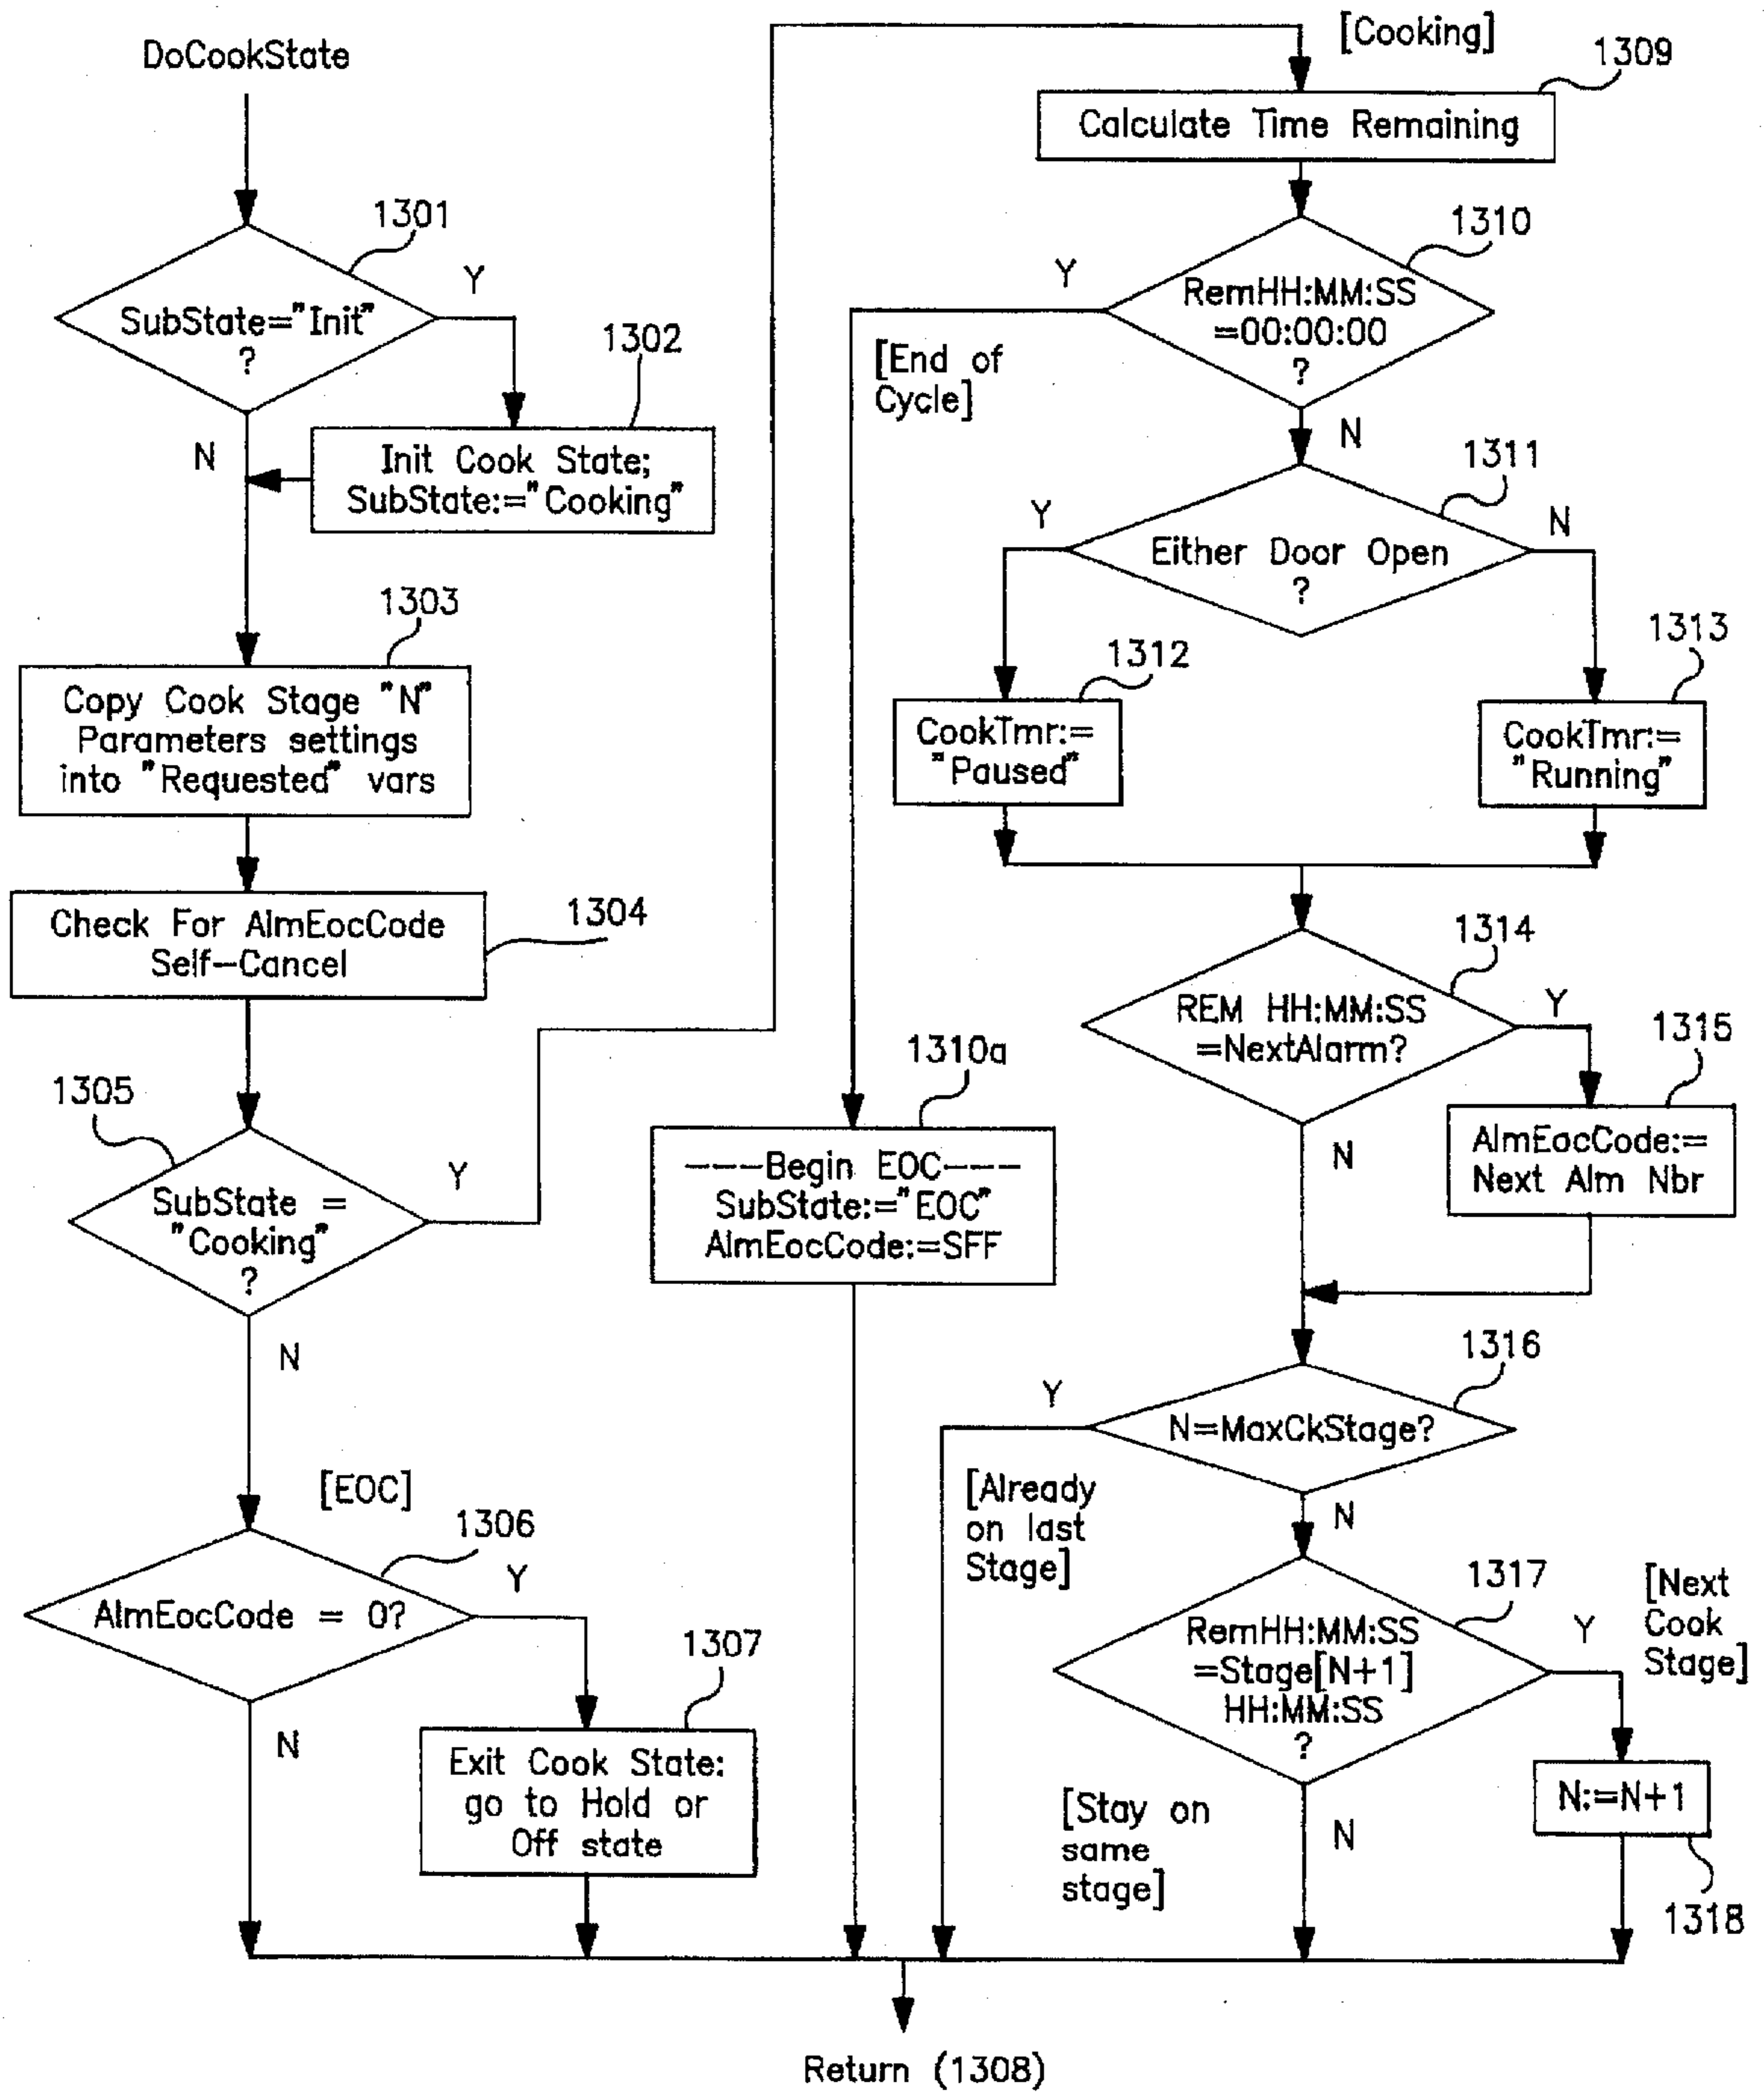 DoCookState
1301
SubState="Init"
?
Y
N
1302
Init Cook State;
SubState:="Cooking"
1303
Copy Cook Stage "N"
Parameters settings
into "Requested" vars
Check For AlmEocCode
Self-Cancel
1304
1305
SubState =
"Cooking"
?
Y
N
[EOC]
1306
AlmEocCode = 0?
Y
N
1307
Exit Cook State:
go to Hold or
Off state
[Cooking]
1309
Calculate Time Remaining
1310
RemHH:MM:SS
=00:00:00
?
Y
[End of
Cycle]
N
1310a
---Begin EOC---
SubState:="EOC"
AlmEocCode:=SFF
1311
Either Door Open
?
Y
N
1312
CookTmr:=
"Paused"
1313
CookTmr:=
"Running"
1314
REM HH:MM:SS
=NextAlarm?
Y
N
1315
AlmEocCode:=
Next Alm Nbr
1316
N=MaxCkStage?
Y
[Already
on last
Stage]
N
1317
RemHH:MM:SS
=Stage[N+1]
HH:MM:SS
?
Y
[Next
Cook
Stage]
N
[Stay on
same
stage]
N:=N+1
1318
Return (1308)